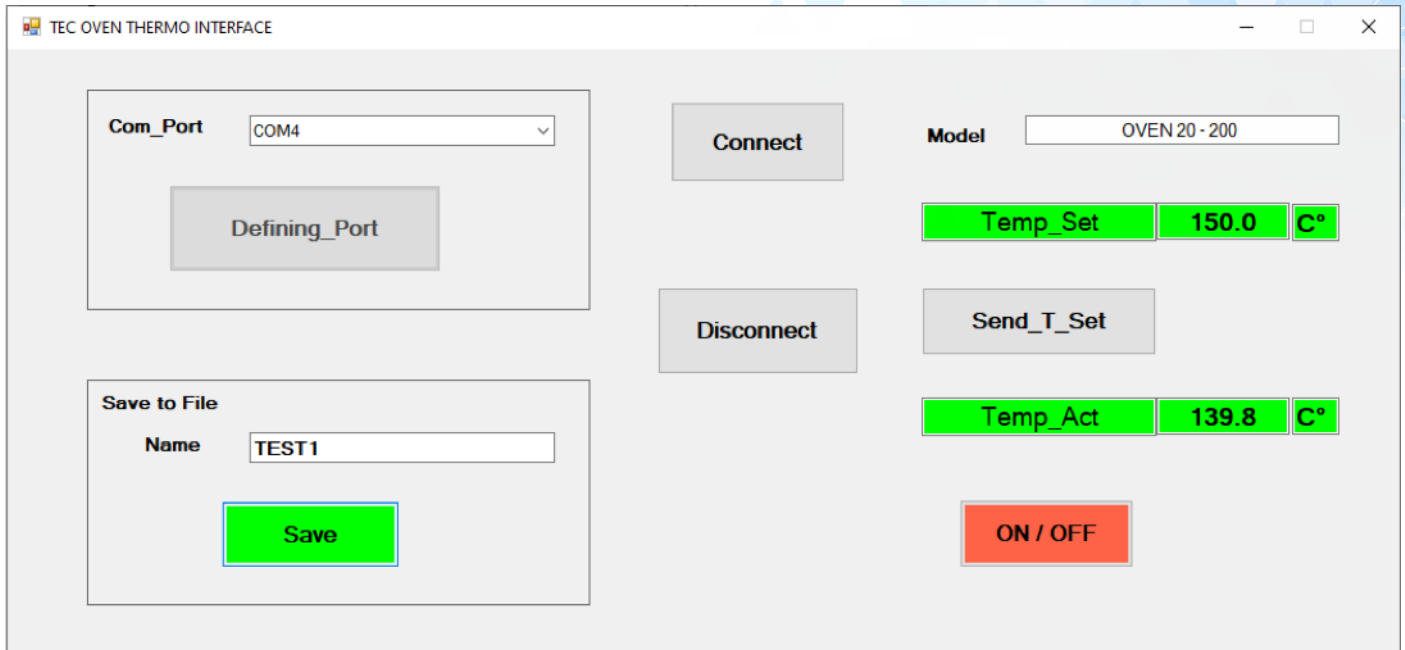 TEC OVEN THERMO INTERFACE
Com_Port
COM4
Defining_Port
Connect
Model
OVEN 20 - 200
Temp_Set
150.0
C°
Disconnect
Send_T_Set
Save to File
Name
TEST1
Save
Temp_Act
139.8
C°
ON / OFF